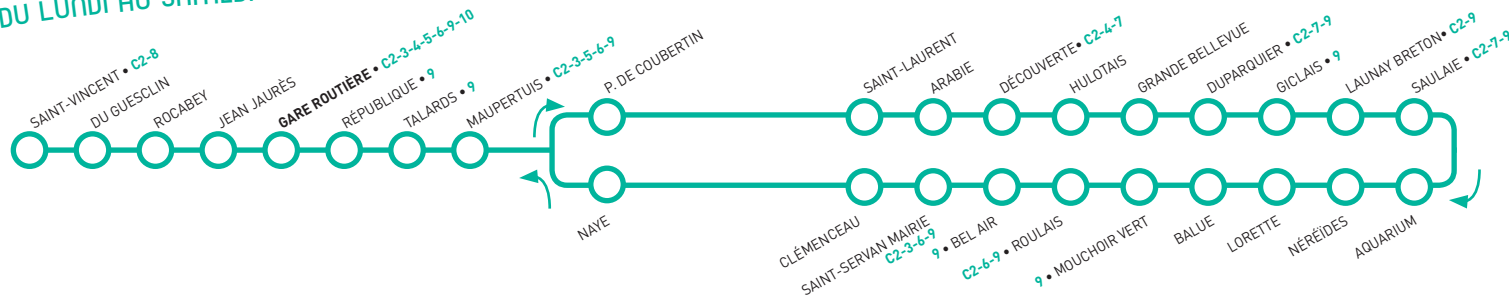 DU LUNDI AU SAMEDI
SAINT-VINCENT • C2-8
DU GUESCLIN
ROCABEY
JEAN JAURÈS
GARE ROUTIÈRE • C2-3-4-5-6-9-10
RÉPUBLIQUE • 9
TALARDS • 9
MAUPERTUIS • C2-3-5-6-9
P. DE COUBERTIN
SAINT-LAURENT
ARABIE
DÉCOUVERTE • C2-4-7
HULOTAIS
GRANDE BELLEVUE
DUPARQUIER • C2-7-9
GICLAIS • 9
LAUNAY BRETON • C2-9
SAULAIE • C2-7-9
NAYE
CLÉMENCEAU
SAINT-SERVAN MAIRIE
C2-3-6-9
9 • BEL AIR
C2-6-9 • ROULAIS
9 • MOUCHOIR VERT
BALUE
LORETTE
NÉRÉÏDES
AQUARIUM